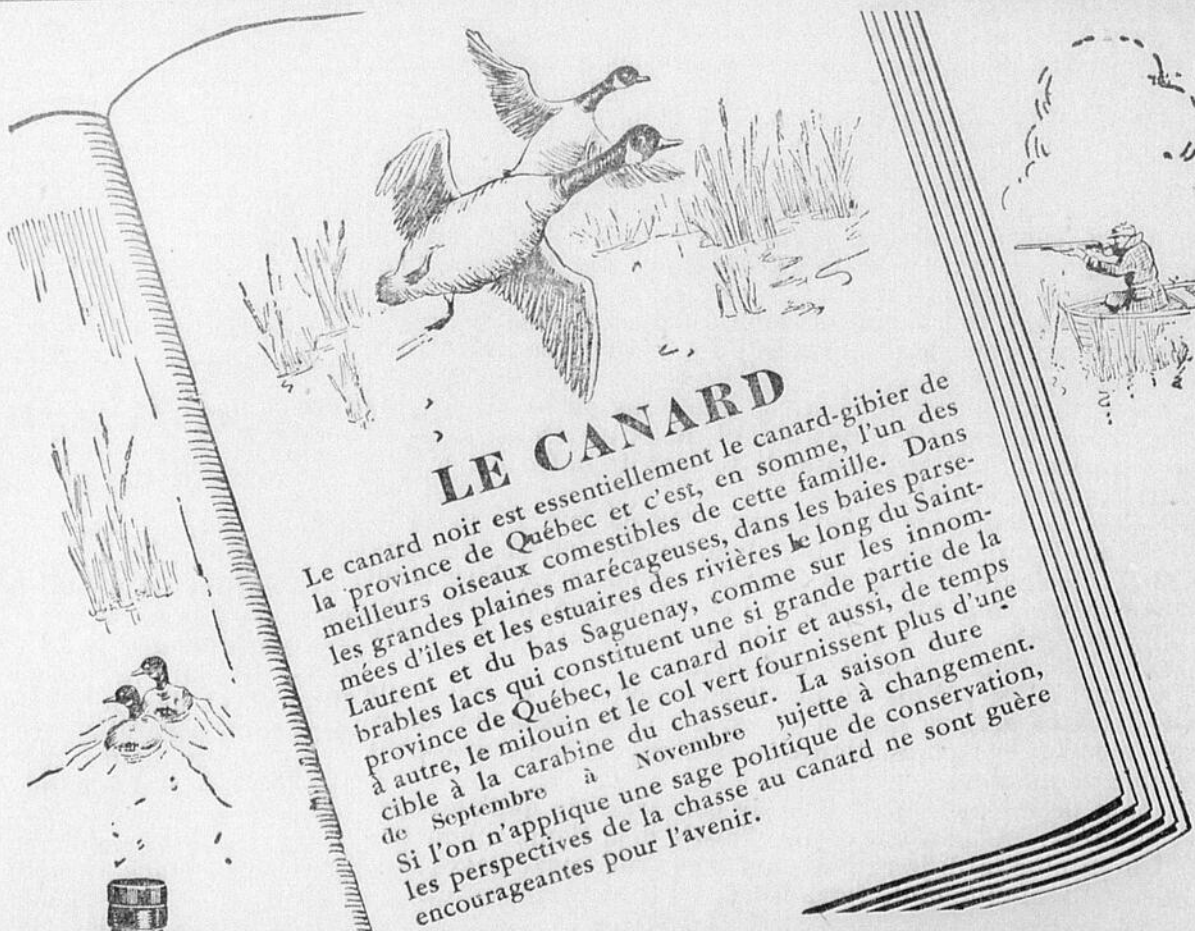 LE CANARD
Le canard noir est essentiellement le canard-gibier de
la province de Québec et c'est, en somme, l'un des
meilleurs oiseaux comestibles de cette famille. Dans
les grandes plaines marécageuses, dans les baies parse-
mées d'îles et les estuaires des rivières le long du Saint-
Laurent et du bas Saguenay, comme sur les innom-
brables lacs qui constituent une si grande partie de la
province de Québec, le canard noir et aussi, de temps
à autre, le milouin et le col vert fournissent plus d'une
cible à la carabine du chasseur. La saison dure
de Septembre à Novembre sujette à changement.
Si l'on n'applique une sage politique de conservation,
les perspectives de la chasse au canard ne sont guère
encourageantes pour l'avenir.